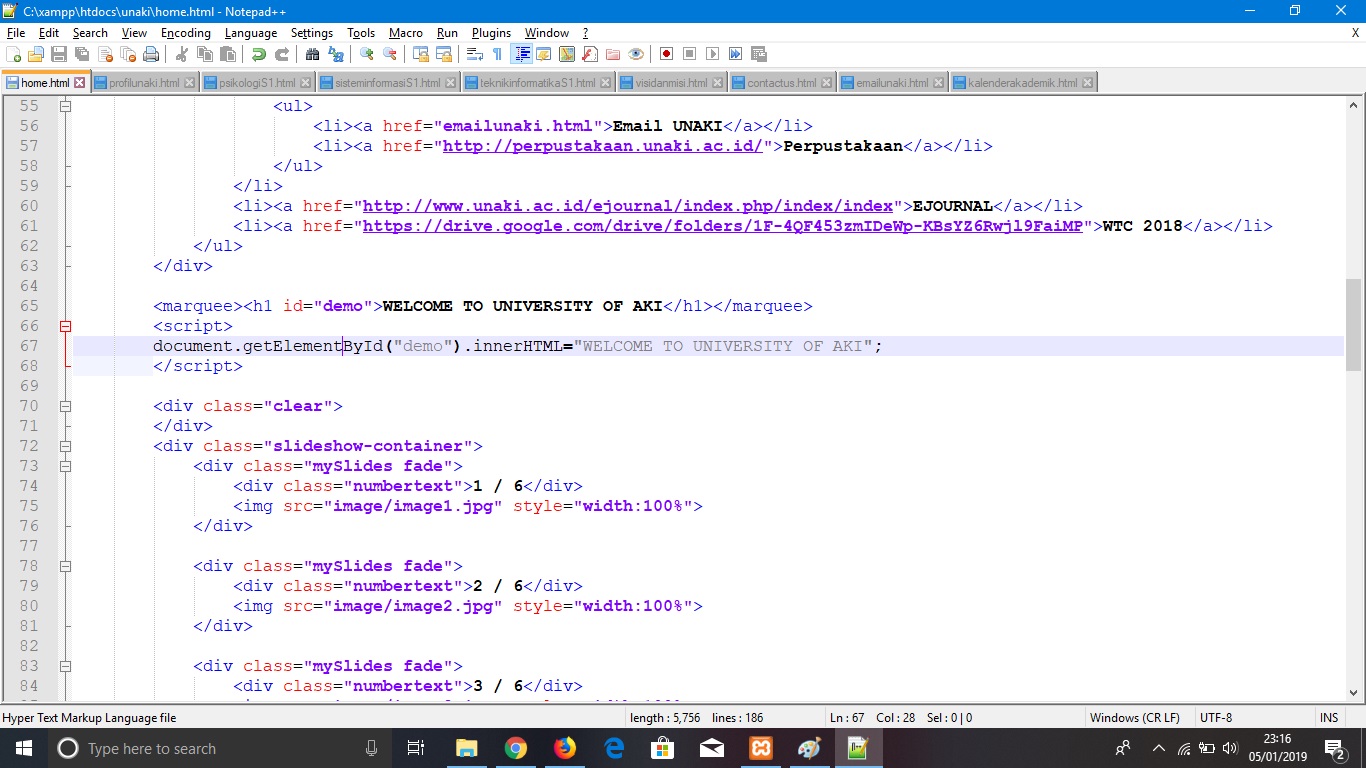 C:\xampp\htdocs\unaki\home.html - Notepad++
File Edit Search View Encoding Language Settings Tools Macro Run Plugins Window ? X
home.html profilunaki.html psikologiS1.html sisteminformasiS1.html teknikinformatikaS1.html visidanmisi.html contactus.html emailunaki.html kalenderakademik.html
55 <ul>
56 <li><a href="emailunaki.html">Email UNAKI</a></li>
57 <li><a href="http://perpustakaan.unaki.ac.id/">Perpustakaan</a></li>
58 </ul>
59 </li>
60 <li><a href="http://www.unaki.ac.id/ejournal/index.php/index/index">EJOURNAL</a></li>
61 <li><a href="https://drive.google.com/drive/folders/1F-4QF453zmIDeWp-KBsYZ6Rwjl9FaiMP">WTC 2018</a></li>
62 </ul>
63 </div>
64
65 <marquee><h1 id="demo">WELCOME TO UNIVERSITY OF AKI</h1></marquee>
66 <script>
67 document.getElementById("demo").innerHTML="WELCOME TO UNIVERSITY OF AKI";
68 </script>
69
70 <div class="clear">
71 </div>
72 <div class="slideshow-container">
73 <div class="mySlides fade">
74 <div class="numbertext">1 / 6</div>
75 <img src="image/image1.jpg" style="width:100%">
76 </div>
77
78 <div class="mySlides fade">
79 <div class="numbertext">2 / 6</div>
80 <img src="image/image2.jpg" style="width:100%">
81 </div>
82
83 <div class="mySlides fade">
84 <div class="numbertext">3 / 6</div>
Hyper Text Markup Language file length : 5,756 lines : 186 Ln : 67 Col : 28 Sel : 0 | 0 Windows (CR LF) UTF-8 INS
Type here to search
23:16
05/01/2019
2